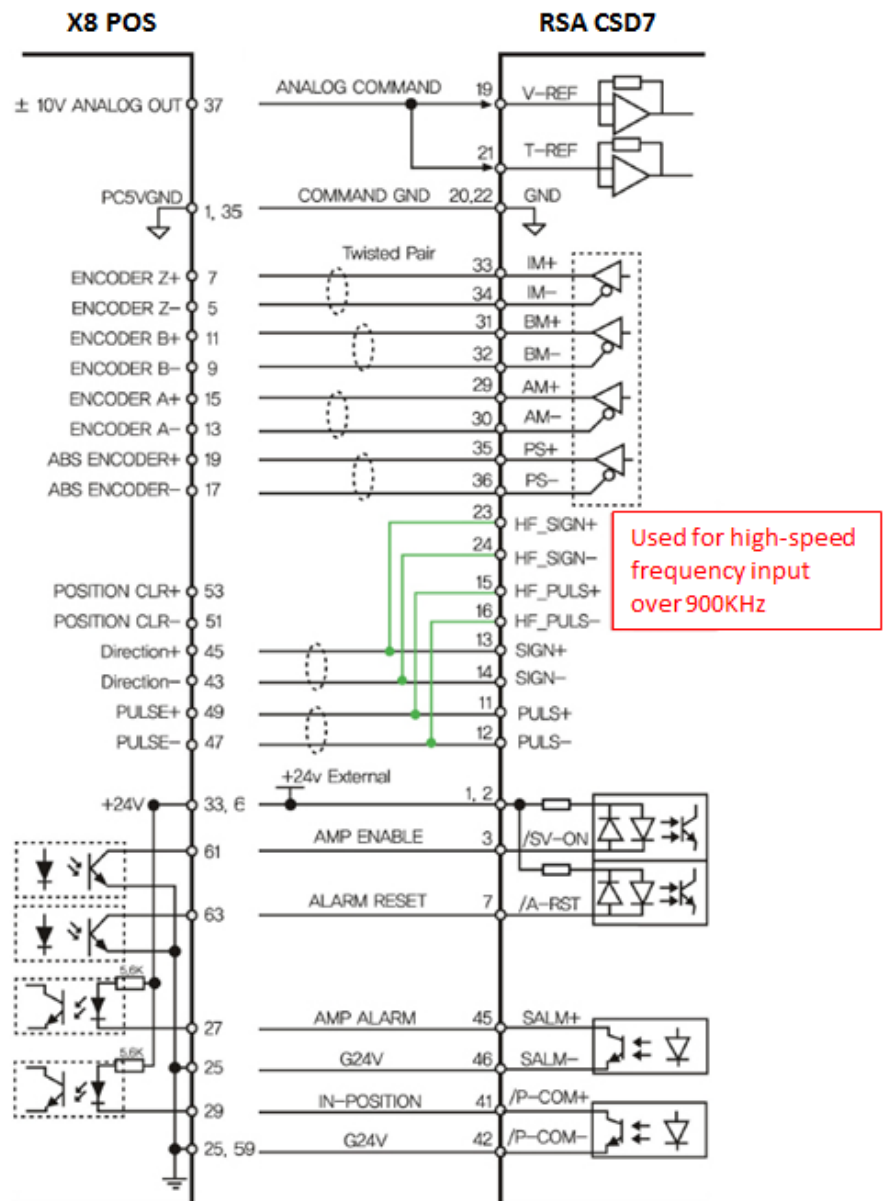 X8 POS RSA CSD7
± 10V ANALOG OUT 37 ANALOG COMMAND 19 V-REF
21 T-REF
PC5VGND 1, 35 COMMAND GND 20,22 GND
Twisted Pair
ENCODER Z+ 7 33 IM+
ENCODER Z- 5 34 IM-
ENCODER B+ 11 31 BM+
ENCODER B- 9 32 BM-
ENCODER A+ 15 29 AM+
ENCODER A- 13 30 AM-
ABS ENCODER+ 19 35 PS+
ABS ENCODER- 17 36 PS-
23 HF_SIGN+
24 HF_SIGN-
Used for high-speed
frequency input
over 900KHz
POSITION CLR+ 53 15 HF_PULS+
POSITION CLR- 51 16 HF_PULS-
Direction+ 45 13 SIGN+
Direction- 43 14 SIGN-
PULSE+ 49 11 PULS+
PULSE- 47 12 PULS-
+24v External
+24V 33, 6 1, 2
61 AMP ENABLE 3 /SV-ON
63 ALARM RESET 7 /A-RST
5,6K
27 AMP ALARM 45 SALM+
25 G24V 46 SALM-
5,6K
29 IN-POSITION 41 /P-COM+
25, 59 G24V 42 /P-COM-